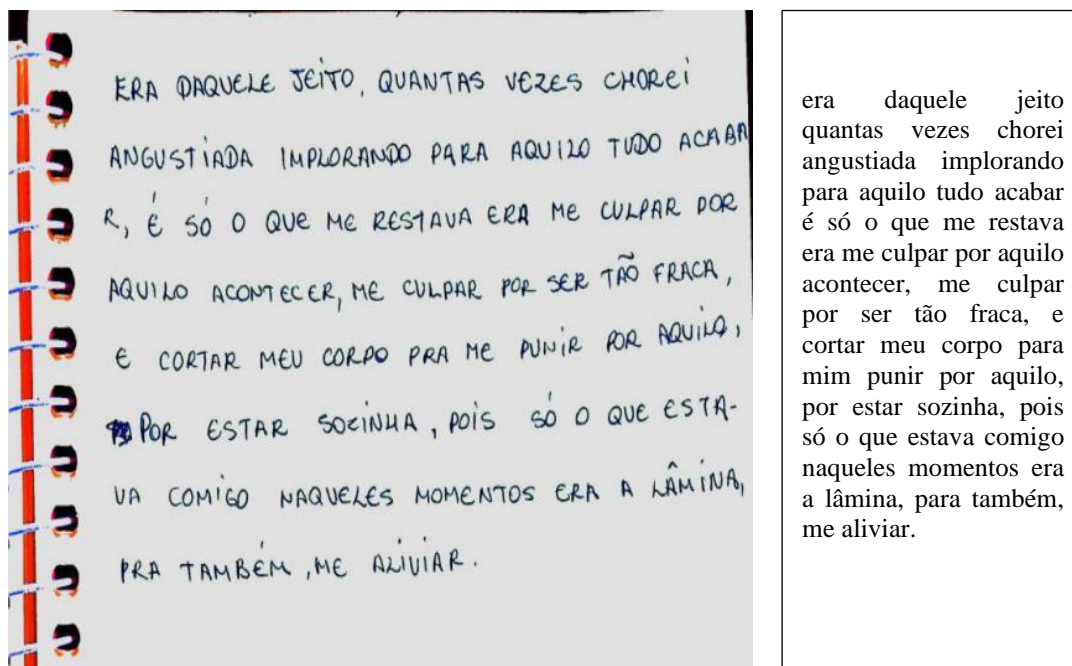 ERA DAQUELE JEITO, QUANTAS VEZES CHOREI
ANGUSTIADA IMPLORANDO PARA AQUILO TUDO ACABA
R, É SÓ O QUE ME RESTAVA ERA ME CULPAR POR
AQUILO ACONTECER, ME CULPAR POR SER TÃO FRACA,
E CORTAR MEU CORPO PRA ME PUNIR POR AQUILO,
POR ESTAR SOZINHA, POIS SÓ O QUE ESTA-
VA COMIGO NAQUELES MOMENTOS ERA A LÂMINA,
PRA TAMBÉM, ME ALIVIAR.
era daquele jeito
quantas vezes chorei
angustiada implorando
para aquilo tudo acabar
é só o que me restava
era me culpar por aquilo
acontecer, me culpar
por ser tão fraca, e
cortar meu corpo para
mim punir por aquilo,
por estar sozinha, pois
só o que estava comigo
naqueles momentos era
a lâmina, para também,
me aliviar.